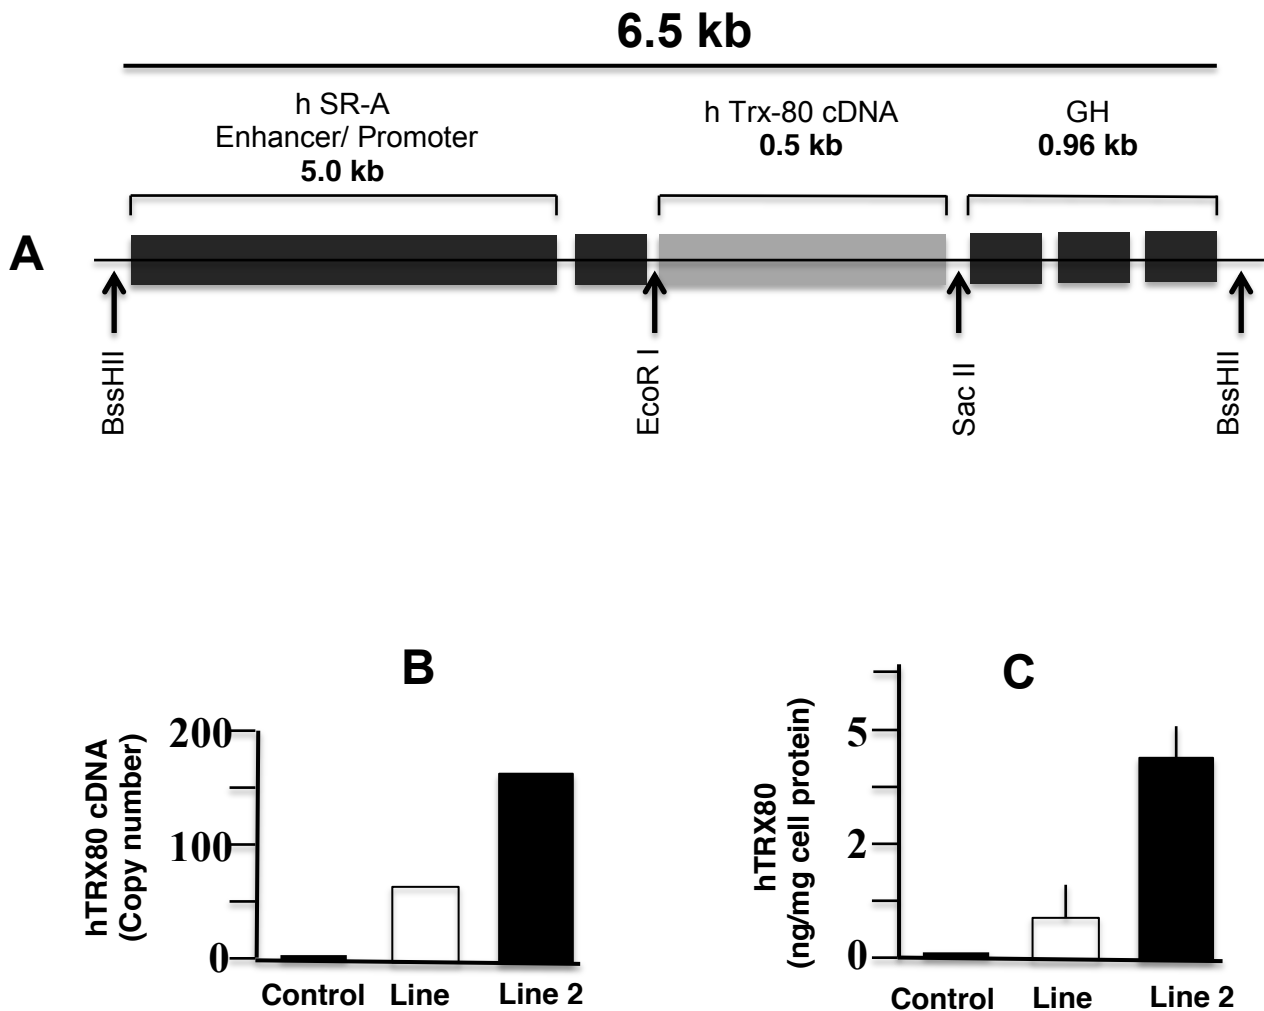 6.5 kb
h SR-A
Enhancer/ Promoter
5.0 kb
h Trx-80 cDNA
0.5 kb
GH
0.96 kb
A
BssHII
EcoR I
Sac II
BssHII
B
hTRX80 cDNA
(Copy number)
200
100
0
Control
Line
Line 2
C
hTRX80
(ng/mg cell protein)
5
2
0
Control
Line
Line 2